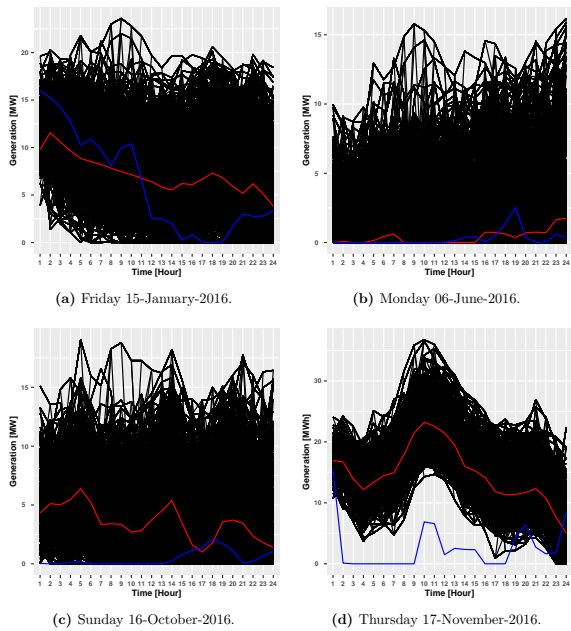 Generation [MW]
20
15
10
5
0
1 2 3 4 5 6 7 8 9 10 11 12 13 14 15 16 17 18 19 20 21 22 23 24
Time [Hour]
(a) Friday 15-January-2016.
Generation [MW]
15
10
5
0
1 2 3 4 5 6 7 8 9 10 11 12 13 14 15 16 17 18 19 20 21 22 23 24
Time [Hour]
(b) Monday 06-June-2016.
Generation [MW]
15
10
5
0
1 2 3 4 5 6 7 8 9 10 11 12 13 14 15 16 17 18 19 20 21 22 23 24
Time [Hour]
(c) Sunday 16-October-2016.
Generation [MWh]
30
20
10
0
1 2 3 4 5 6 7 8 9 10 11 12 13 14 15 16 17 18 19 20 21 22 23 24
Time [Hour]
(d) Thursday 17-November-2016.